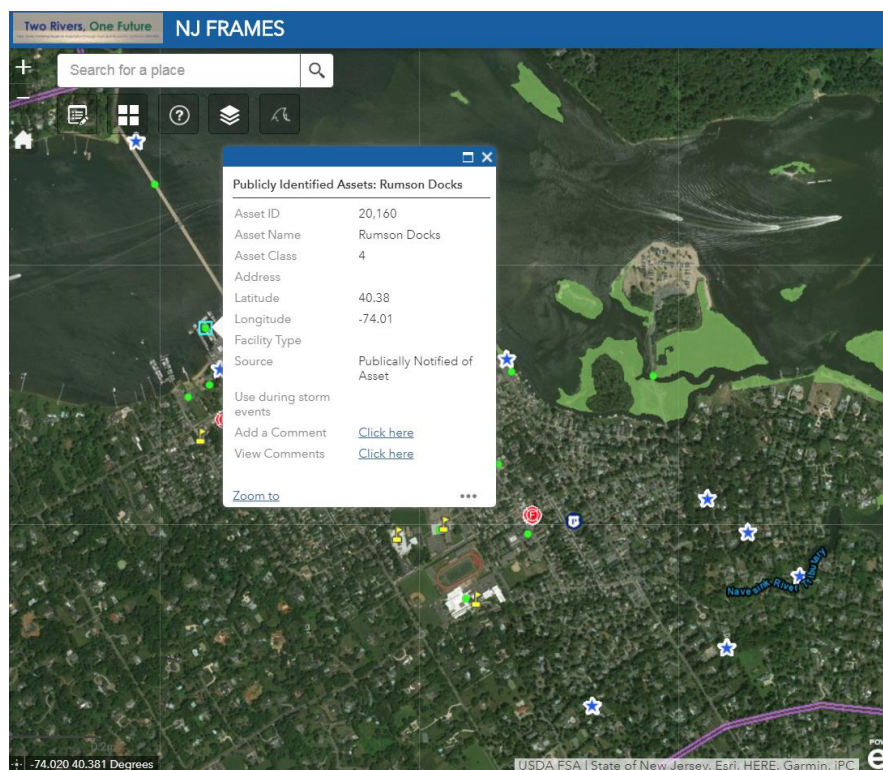 Two Rivers, One Future
NJ FRAMES
Search for a place
Publicly Identified Assets: Rumson Docks
Asset ID 20,160
Asset Name Rumson Docks
Asset Class 4
Address
Latitude 40.38
Longitude -74.01
Facility Type
Source Publically Notified of
Asset
Use during storm
events
Add a Comment Click here
View Comments Click here
Zoom to
F
F
P
Navesink River Tributary
0.2mi
-74.020 40.381 Degrees
USDA FSA | State of New Jersey, Esri, HERE, Garmin, iPC